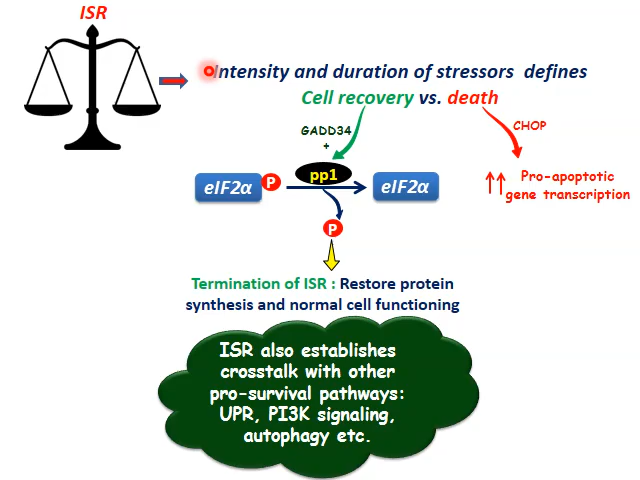 ISR
Intensity and duration of stressors defines
Cell recovery vs. death
GADD34
+
CHOP
pp1
eIF2α P
eIF2α
Pro-apoptotic
gene transcription
P
Termination of ISR : Restore protein
synthesis and normal cell functioning
ISR also establishes
crosstalk with other
pro-survival pathways:
UPR, PI3K signaling,
autophagy etc.